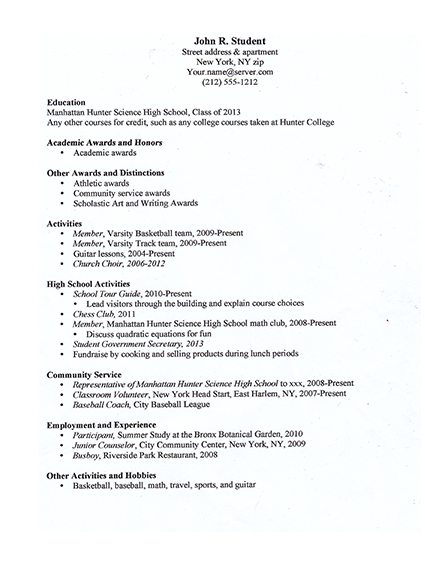 John R. Student
Street address & apartment
New York, NY zip
Your.name@server.com
(212) 555-1212
Education
Manhattan Hunter Science High School, Class of 2013
Any other courses for credit, such as any college courses taken at Hunter College
Academic Awards and Honors
• Academic awards
Other Awards and Distinctions
• Athletic awards
• Community service awards
• Scholastic Art and Writing Awards
Activities
• Member, Varsity Basketball team, 2009-Present
• Member, Varsity Track team, 2009-Present
• Guitar lessons, 2004-Present
• Church Choir, 2006-2012
High School Activities
• School Tour Guide, 2010-Present
• Lead visitors through the building and explain course choices
• Chess Club, 2011
• Member, Manhattan Hunter Science High School math club, 2008-Present
• Discuss quadratic equations for fun
• Student Government Secretary, 2013
• Fundraise by cooking and selling products during lunch periods
Community Service
• Representative of Manhattan Hunter Science High School to xxx, 2008-Present
• Classroom Volunteer, New York Head Start, East Harlem, NY, 2007-Present
• Baseball Coach, City Baseball League
Employment and Experience
• Participant, Summer Study at the Bronx Botanical Garden, 2010
• Junior Counselor, City Community Center, New York, NY, 2009
• Busboy, Riverside Park Restaurant, 2008
Other Activities and Hobbies
• Basketball, baseball, math, travel, sports, and guitar